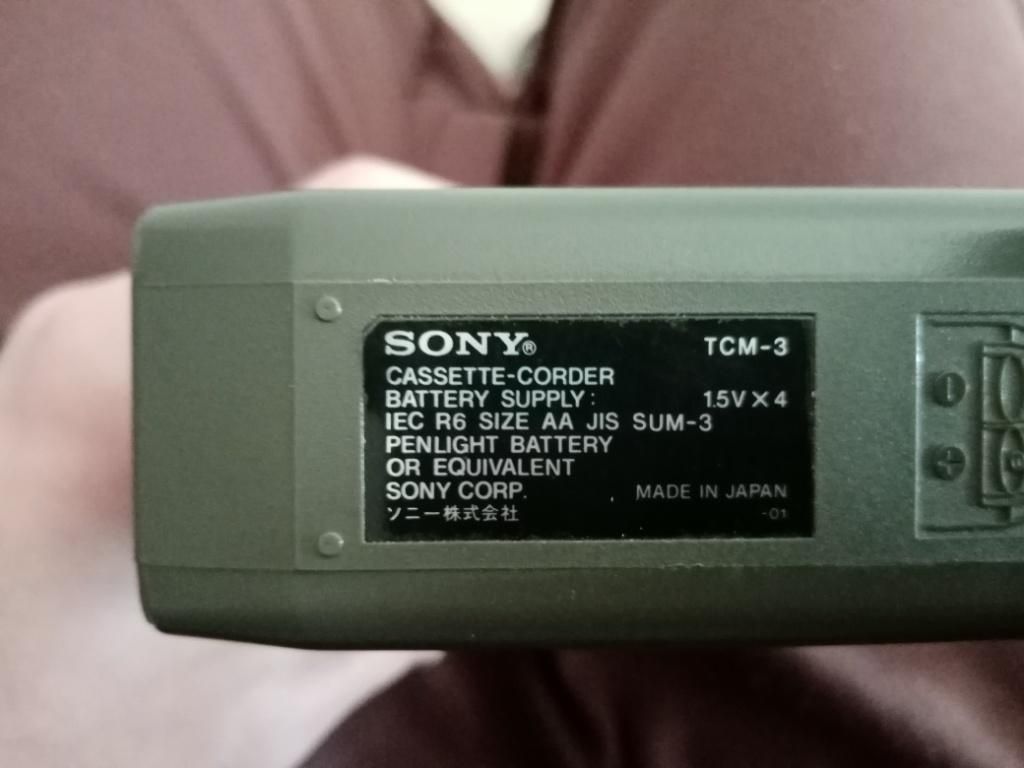 SONY® TCM-3
CASSETTE-CORDER
BATTERY SUPPLY: 1.5V×4
IEC R6 SIZE AA JIS SUM-3
PENLIGHT BATTERY
OR EQUIVALENT
SONY CORP. MADE IN JAPAN
ソニー株式会社 -01